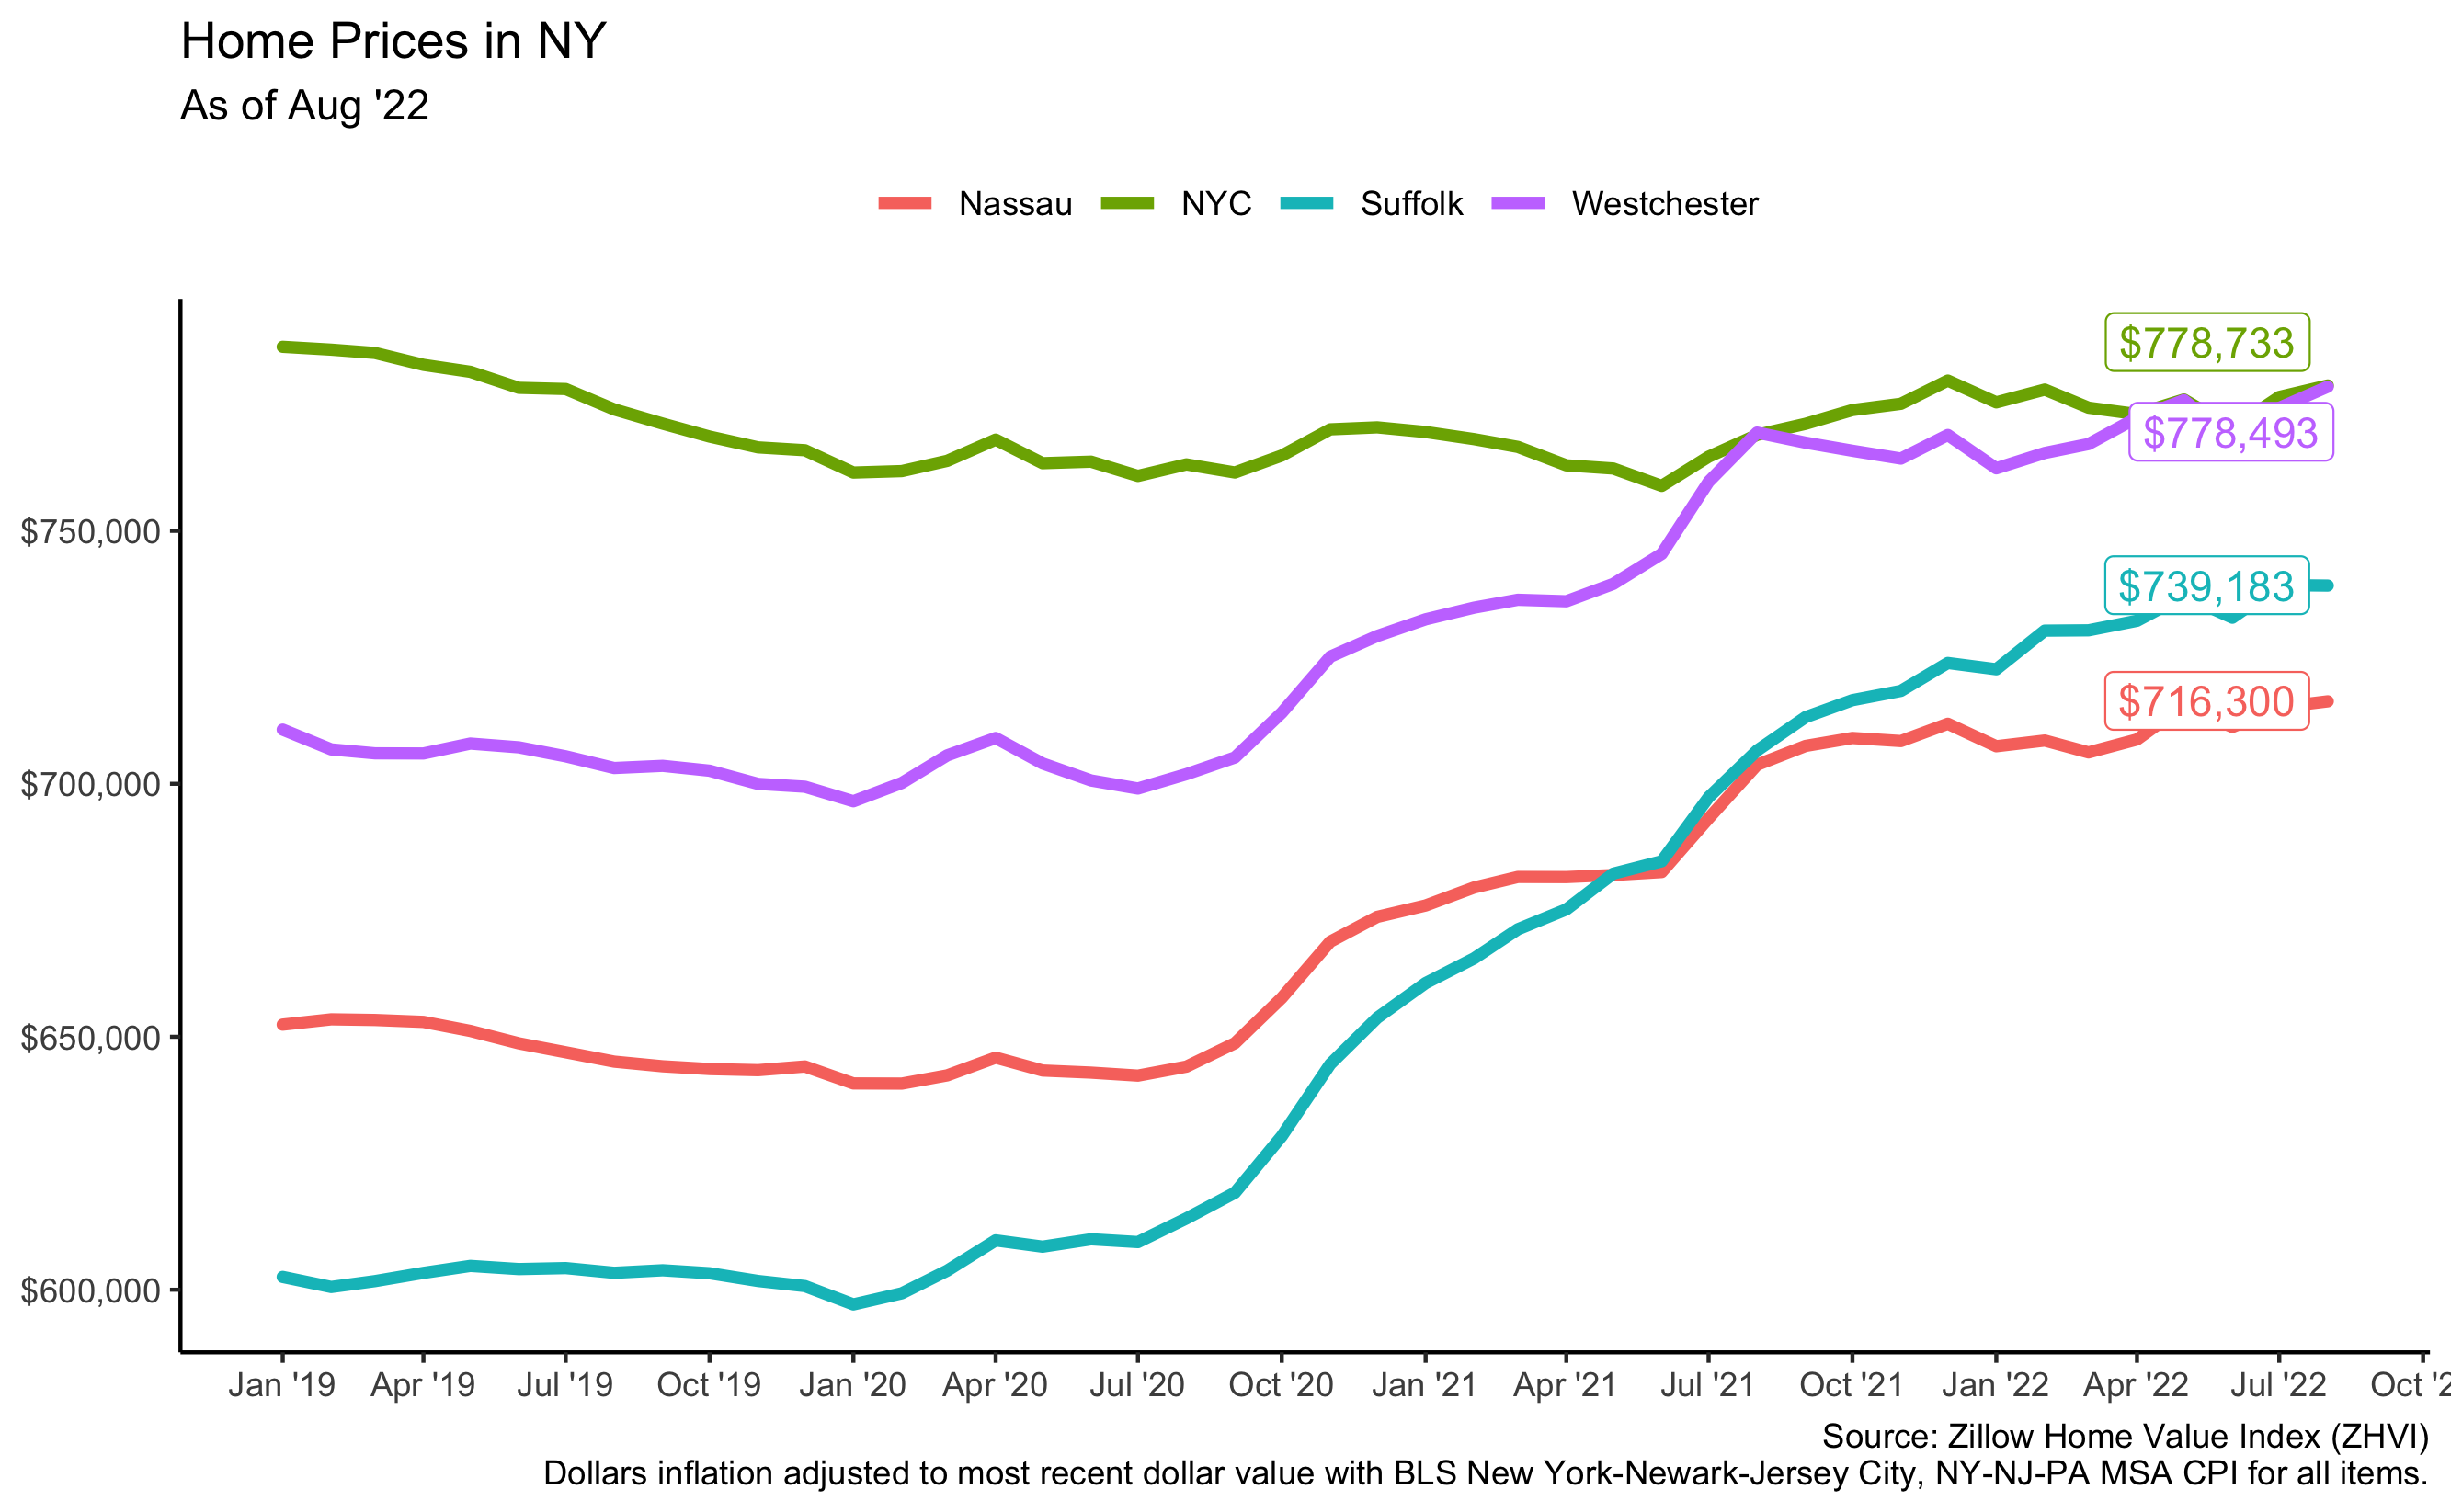 Home Prices in NY
As of Aug '22
Nassau NYC Suffolk Westchester
$778,733
$778,493
$750,000
$739,183
$716,300
$700,000
$650,000
$600,000
Jan '19 Apr '19 Jul '19 Oct '19 Jan '20 Apr '20 Jul '20 Oct '20 Jan '21 Apr '21 Jul '21 Oct '21 Jan '22 Apr '22 Jul '22 Oct '2
Source: Zillow Home Value Index (ZHVI)
Dollars inflation adjusted to most recent dollar value with BLS New York-Newark-Jersey City, NY-NJ-PA MSA CPI for all items.